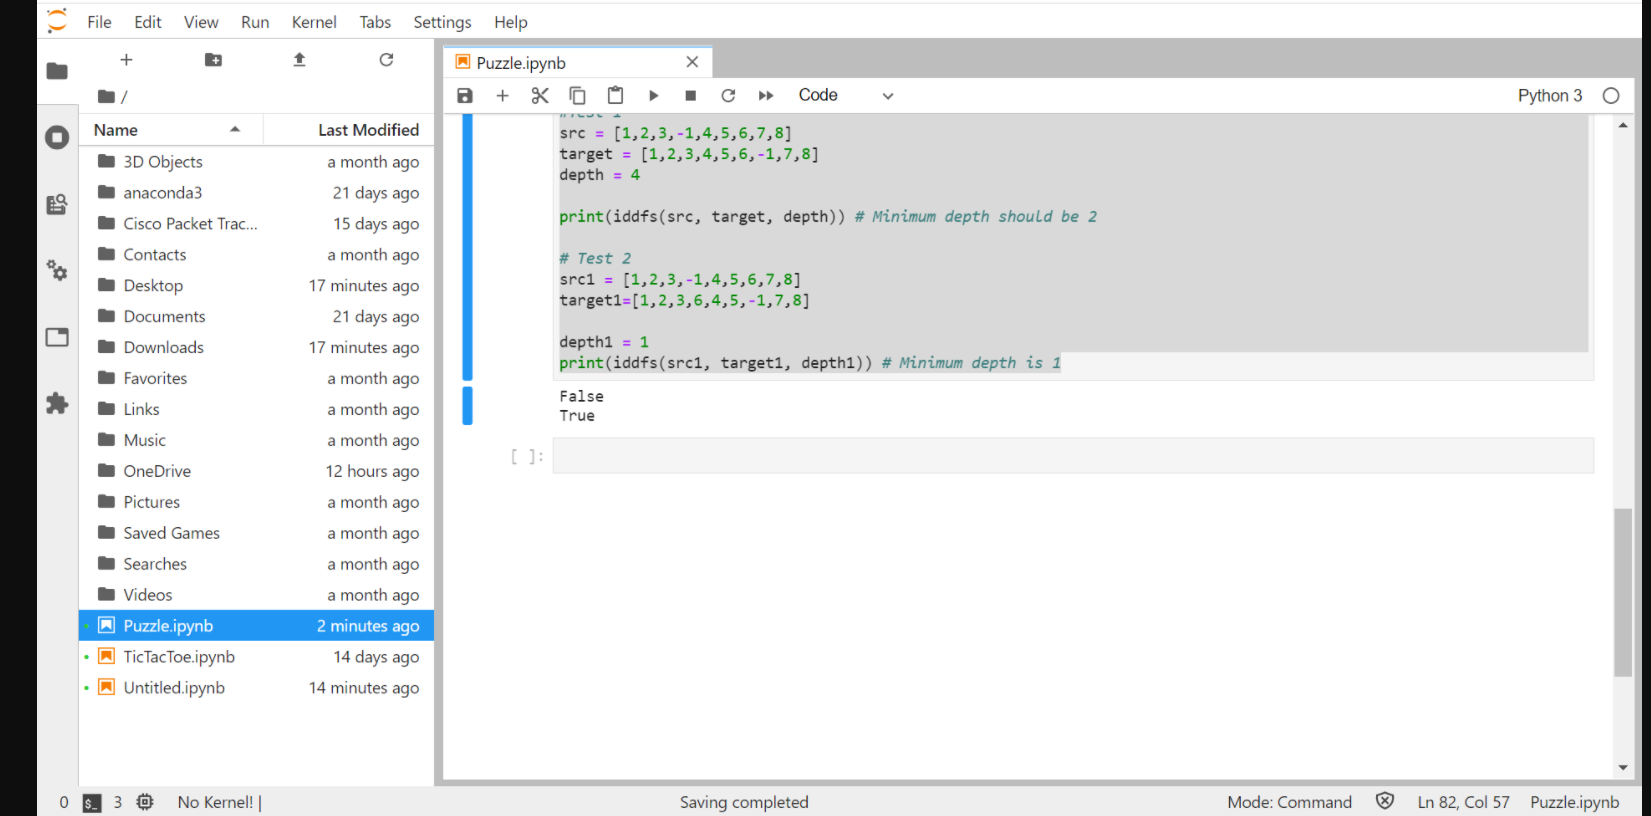 File Edit View Run Kernel Tabs Settings Help
Puzzle.ipynb
/
Code
Python 3
Name Last Modified
3D Objects a month ago
anaconda3 21 days ago
Cisco Packet Trac... 15 days ago
Contacts a month ago
Desktop 17 minutes ago
Documents 21 days ago
Downloads 17 minutes ago
Favorites a month ago
Links a month ago
Music a month ago
OneDrive 12 hours ago
Pictures a month ago
Saved Games a month ago
Searches a month ago
Videos a month ago
Puzzle.ipynb 2 minutes ago
TicTacToe.ipynb 14 days ago
Untitled.ipynb 14 minutes ago
#Test 1
src = [1,2,3,-1,4,5,6,7,8]
target = [1,2,3,4,5,6,-1,7,8]
depth = 4
print(iddfs(src, target, depth)) # Minimum depth should be 2
# Test 2
src1 = [1,2,3,-1,4,5,6,7,8]
target1=[1,2,3,6,4,5,-1,7,8]
depth1 = 1
print(iddfs(src1, target1, depth1)) # Minimum depth is 1
False
True
[ ]:
0 $_ 3 No Kernel! | Saving completed Mode: Command Ln 82, Col 57 Puzzle.ipynb